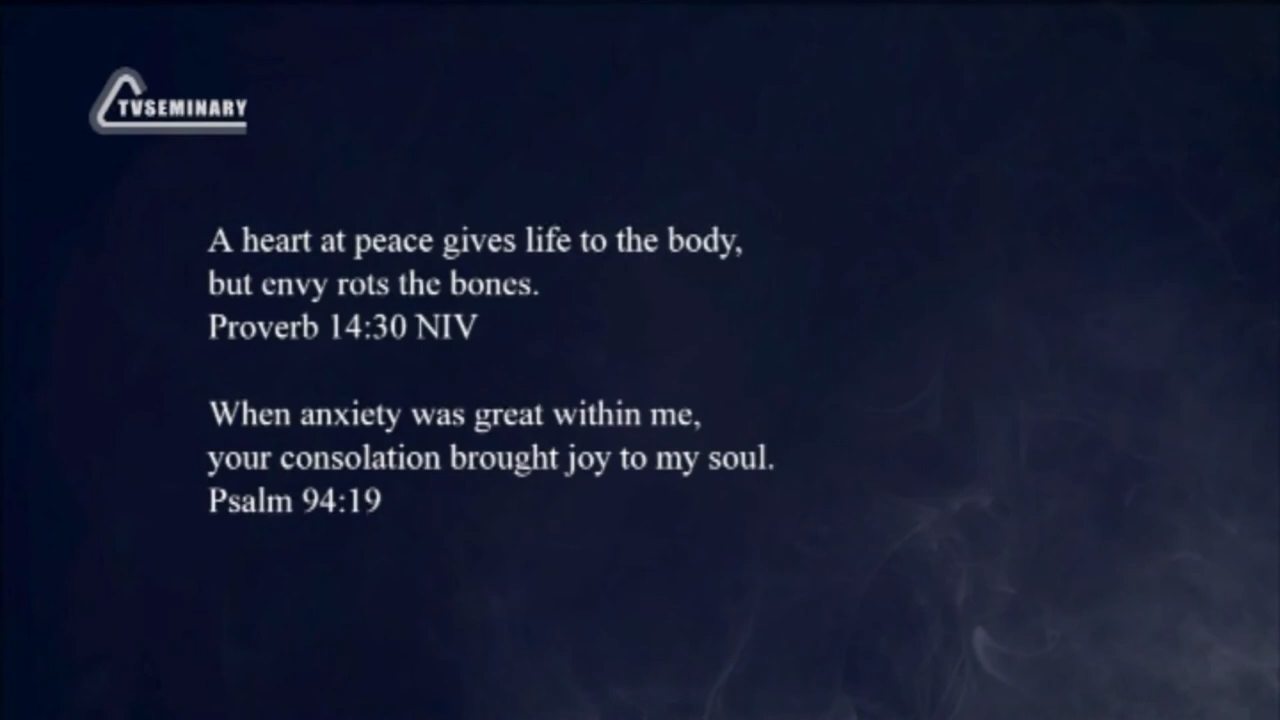 TVSEMINARY
A heart at peace gives life to the body,
but envy rots the bones.
Proverb 14:30 NIV
When anxiety was great within me,
your consolation brought joy to my soul.
Psalm 94:19